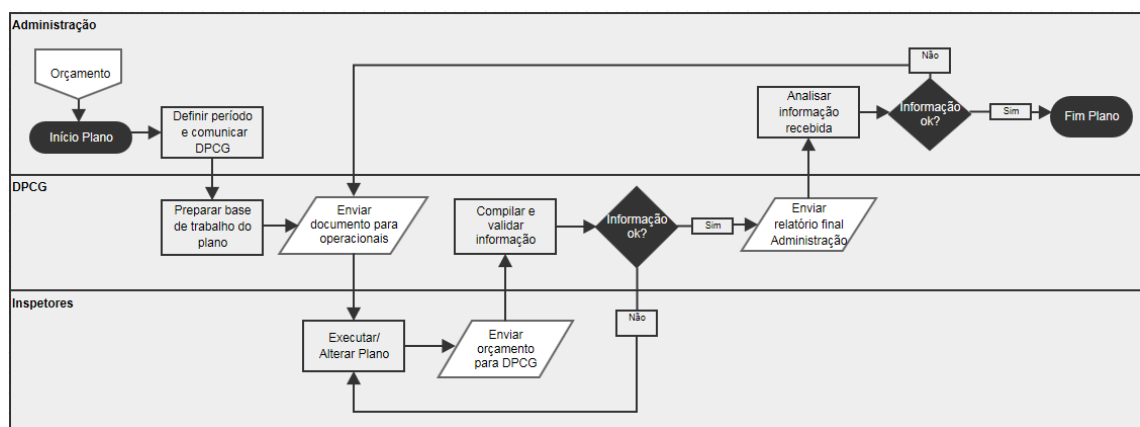 Administração
Orçamento
Início Plano
Definir período
e comunicar
DPCG
Analisar
informação
recebida
Não
Informação
ok?
Sim
Fim Plano
DPCG
Preparar base
de trabalho do
plano
Enviar
documento para
operacionais
Compilar e
validar
informação
Informação
ok?
Sim
Enviar
relatório final
Administração
Inspetores
Executar/
Alterar Plano
Enviar
orçamento
para DPCG
Não